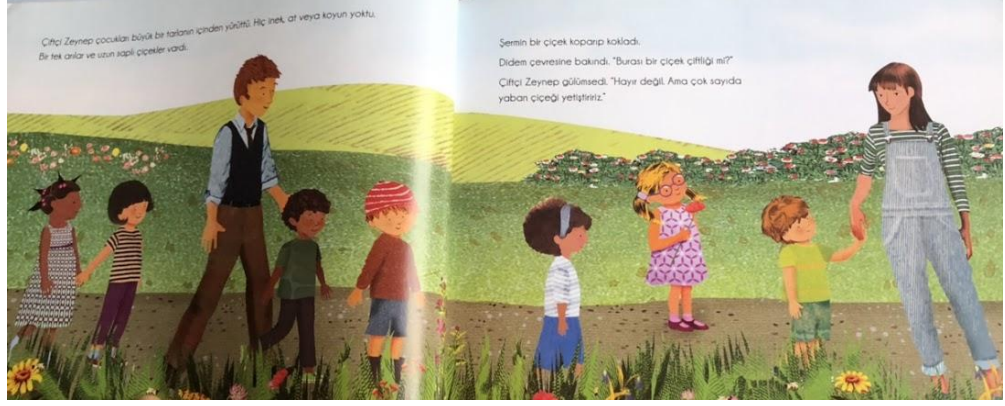 Çiftçi Zeynep çocukları büyük bir tarlanın içinden yürüttü. Hiç inek, at veya koyun yoktu.
Bir tek arılar ve uzun saplı çiçekler vardı.
Şermin bir çiçek koparıp kokladı.
Didem çevresine bakındı. "Burası bir çiçek çiftliği mi?"
Çiftçi Zeynep gülümsedi. "Hayır değil. Ama çok sayıda
yaban çiçeği yetiştiririz."